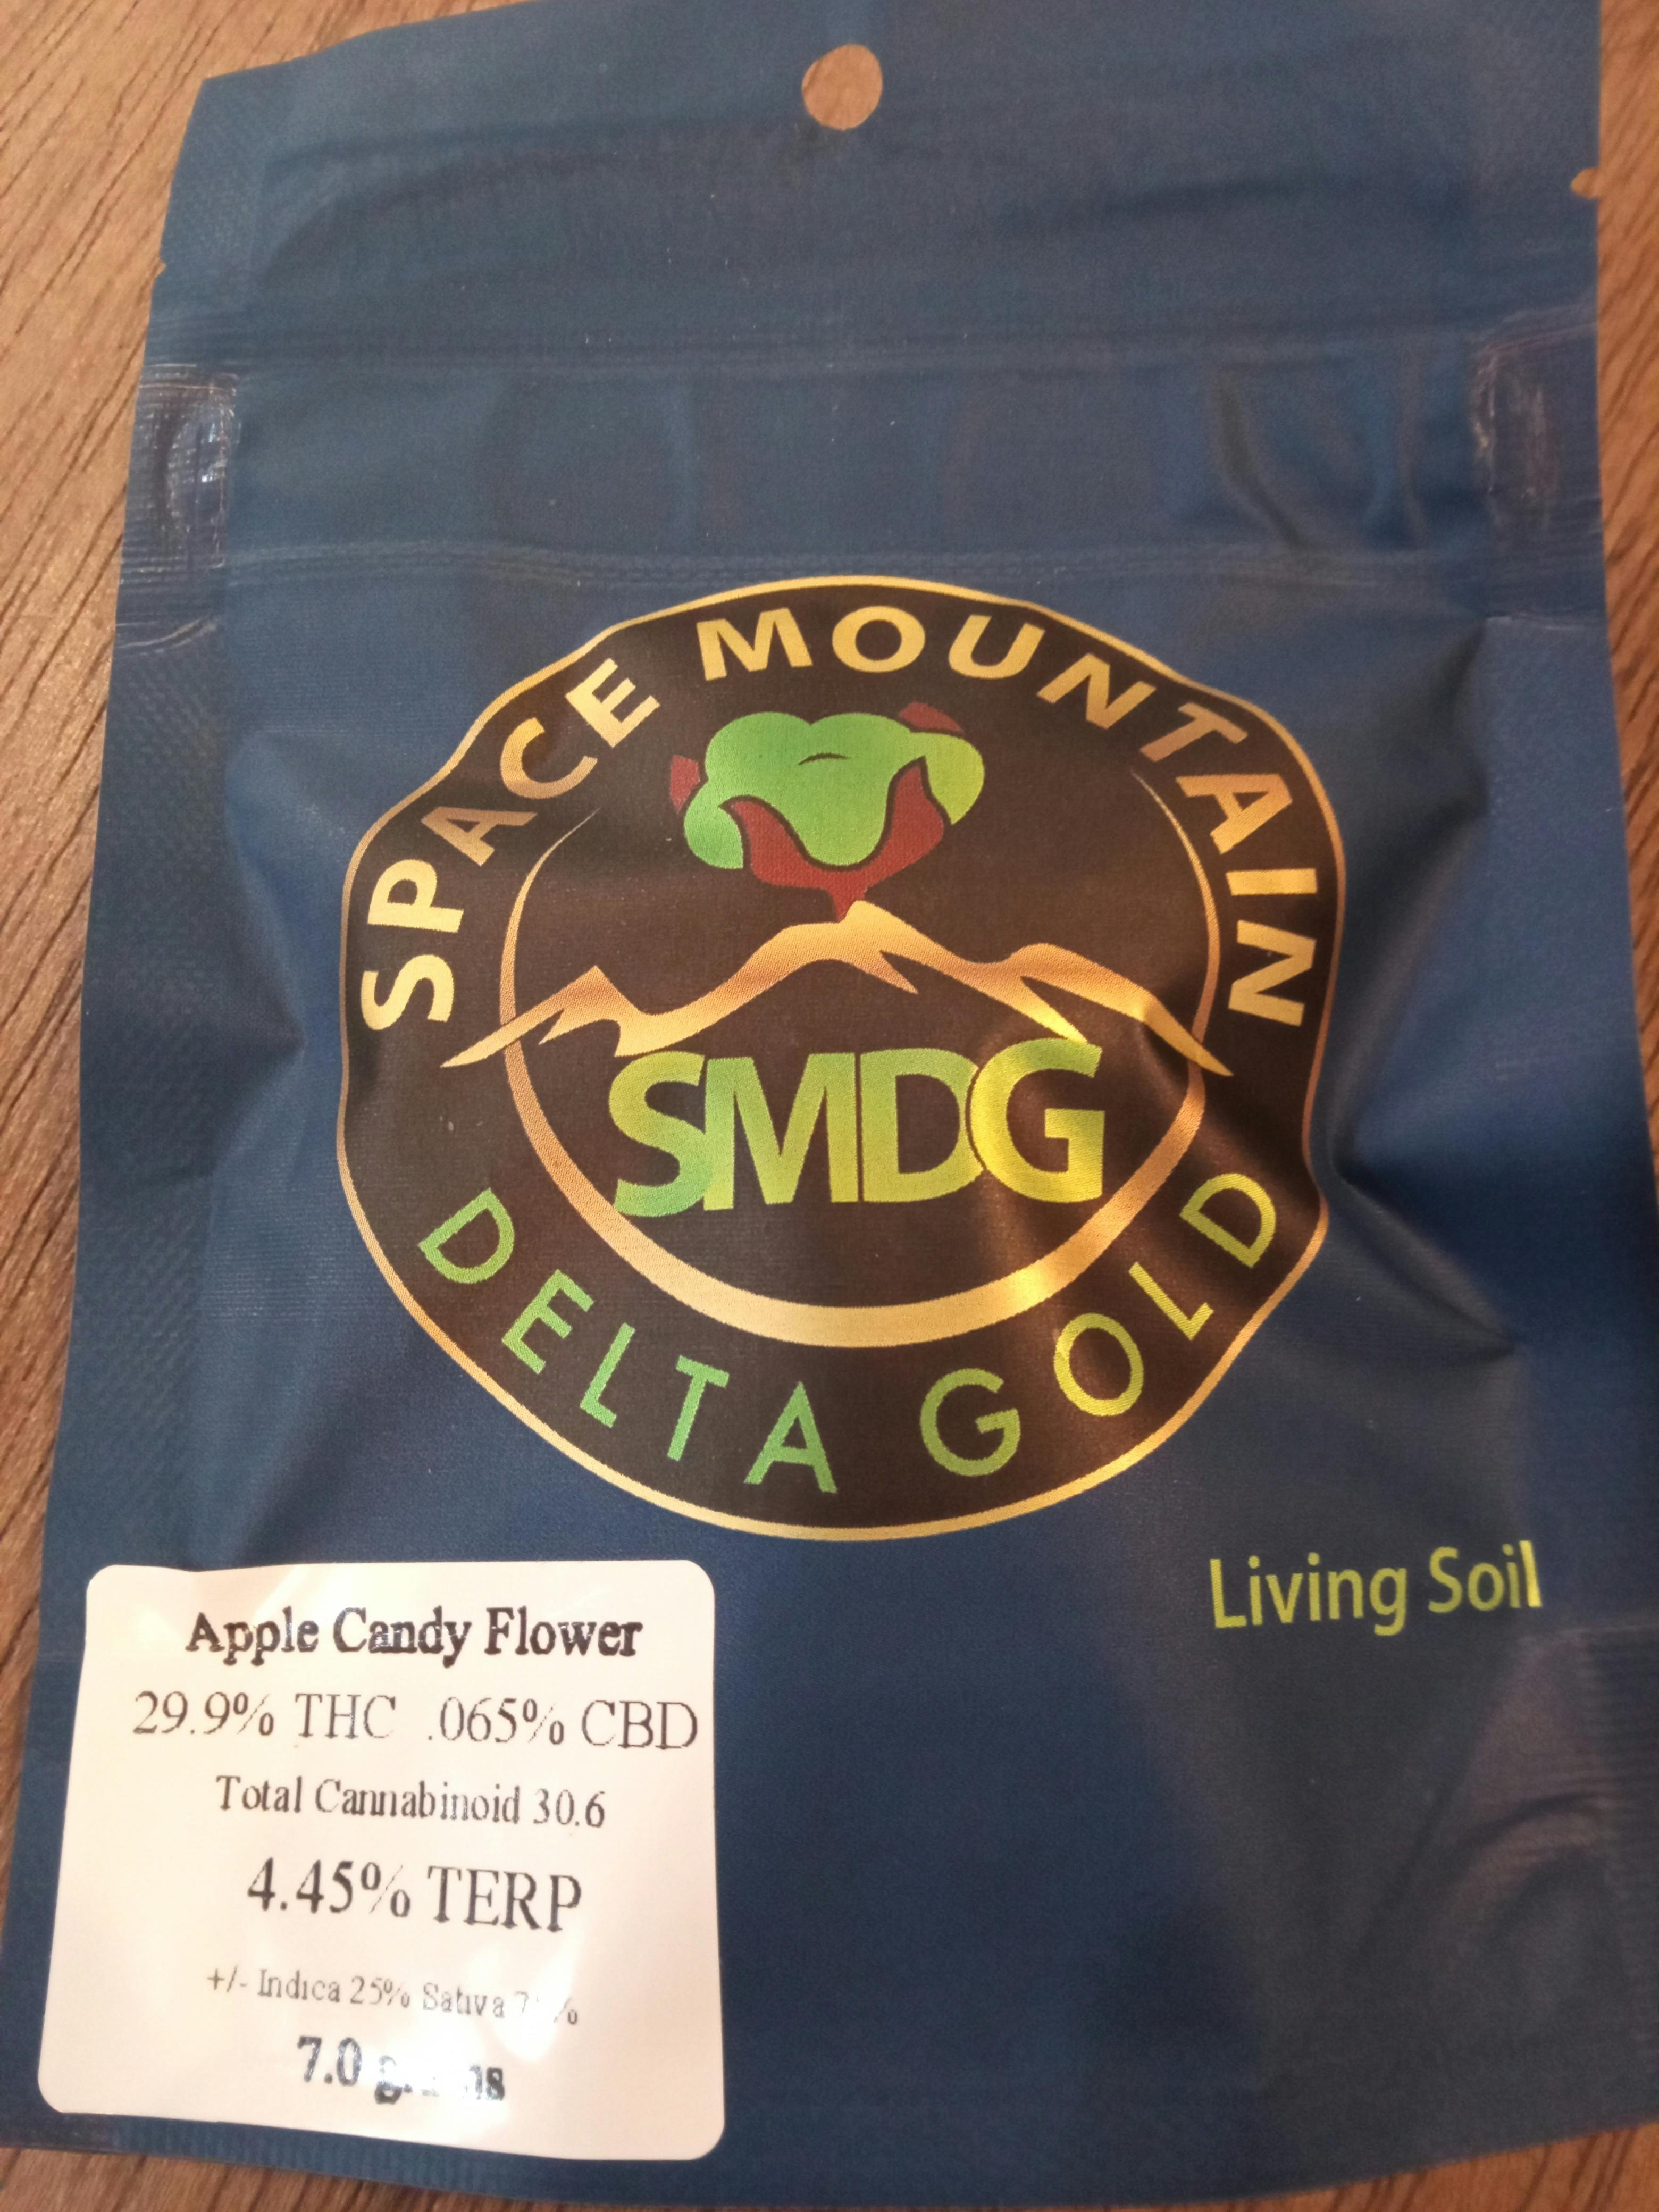 SPACE MOUNTAIN
SMDG
DELTA GOLD
Living Soil
Apple Candy Flower
29.9% THC .065% CBD
Total Cannabinoid 30.6
4.45% TERP
+/- Indica 25% Sativa
7.0